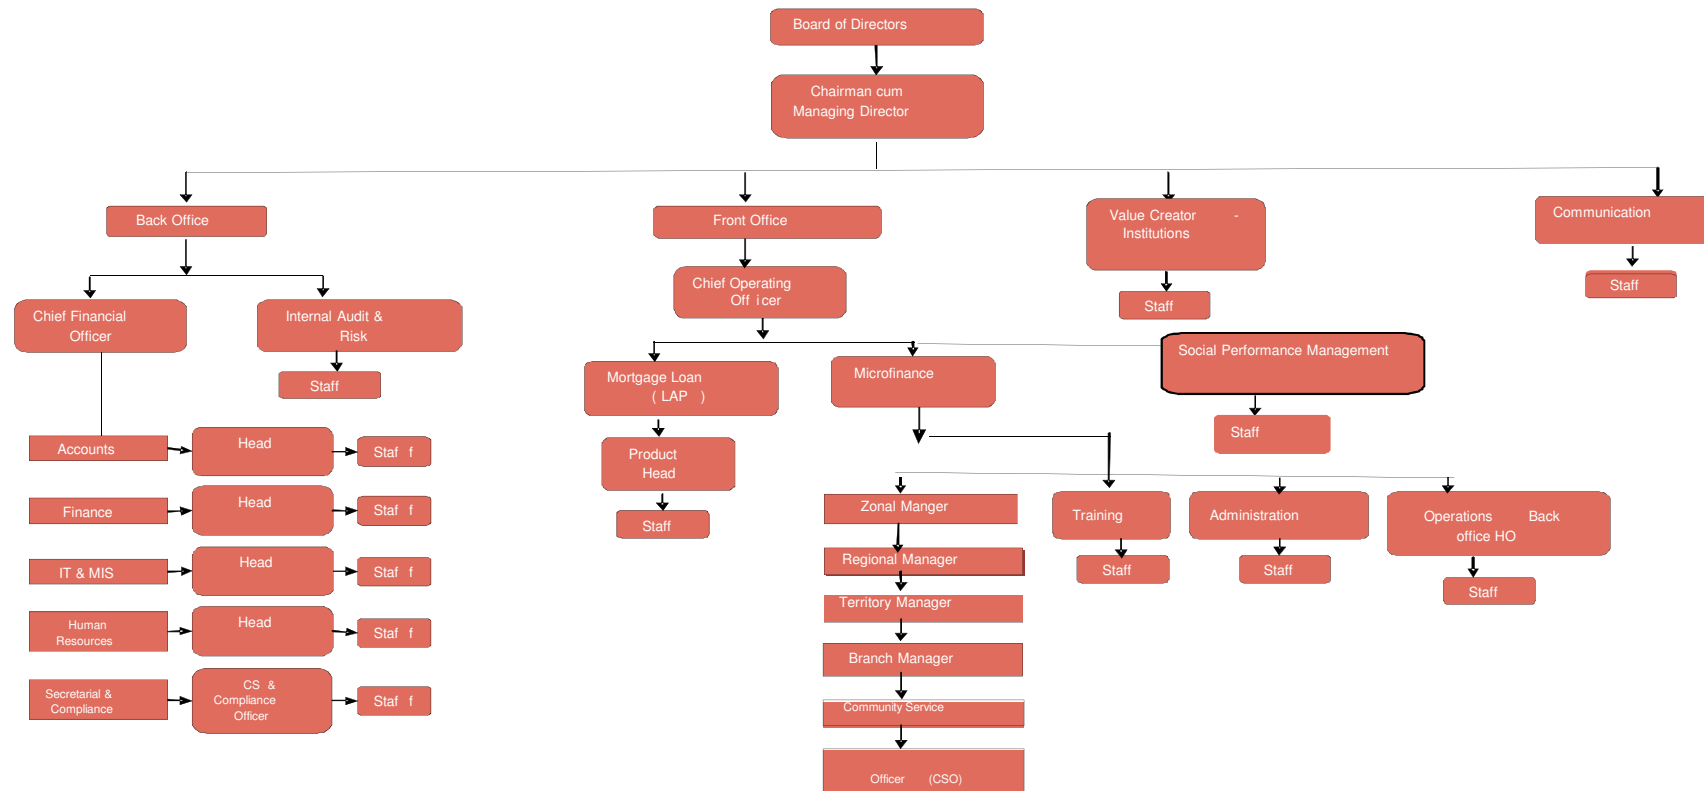 Board of Directors
Chairman cum
Managing Director
Back Office
Front Office
Value Creator -
Institutions
Communication
Chief Financial
Officer
Internal Audit &
Risk
Staff
Chief Operating
Off icer
Staff
Staff
Mortgage Loan
( LAP )
Microfinance
Social Performance Management
Staff
Product
Head
Staff
Accounts
Head
Staf f
Finance
Head
Staf f
IT & MIS
Head
Staf f
Human
Resources
Head
Staf f
Secretarial &
Compliance
CS &
Compliance
Officer
Staf f
Zonal Manger
Regional Manager
Territory Manager
Branch Manager
Community Service
Officer (CSO)
Training
Staff
Administration
Staff
Operations Back
office HO
Staff